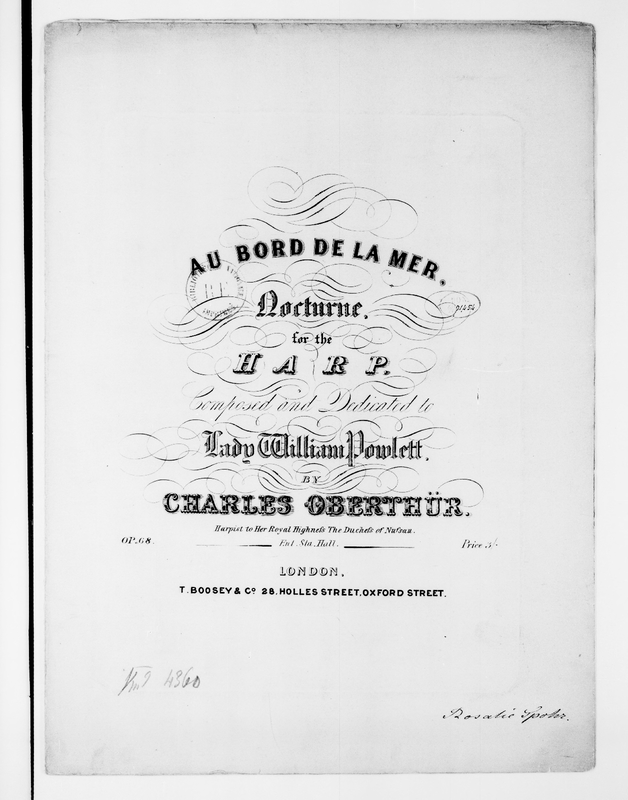 AU BORD DE LA MER.
Nocturne,
for the
HARP.
Composed and Dedicated to
Lady William Powlett,
BY
CHARLES OBERTHÜR.
Harpist to Her Royal Highneſs The Ducheſs of Naſsau.
OP. 68. Ent. Sta. Hall. Price 3/-
LONDON,
T. BOOSEY & Co. 28, HOLLES STREET, OXFORD STREET.
4360
Rosalie Spohr.